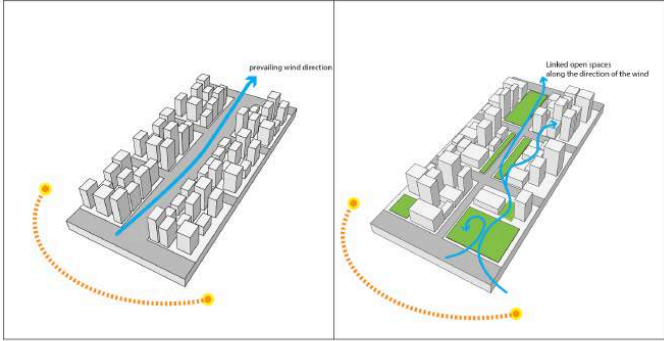 prevailing wind direction
Linked open spaces
along the direction of the wind